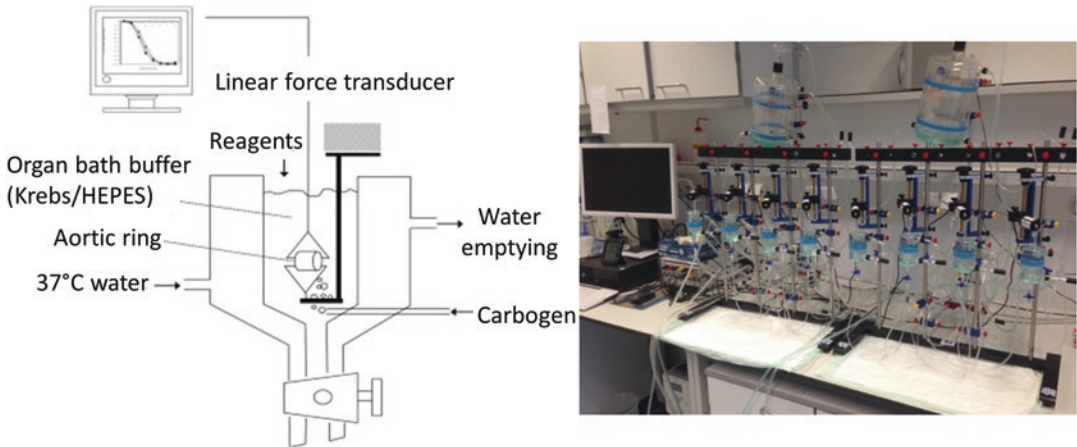 Linear force transducer
Reagents
Organ bath buffer
(Krebs/HEPES)
Aortic ring
37°C water
Water
emptying
Carbogen